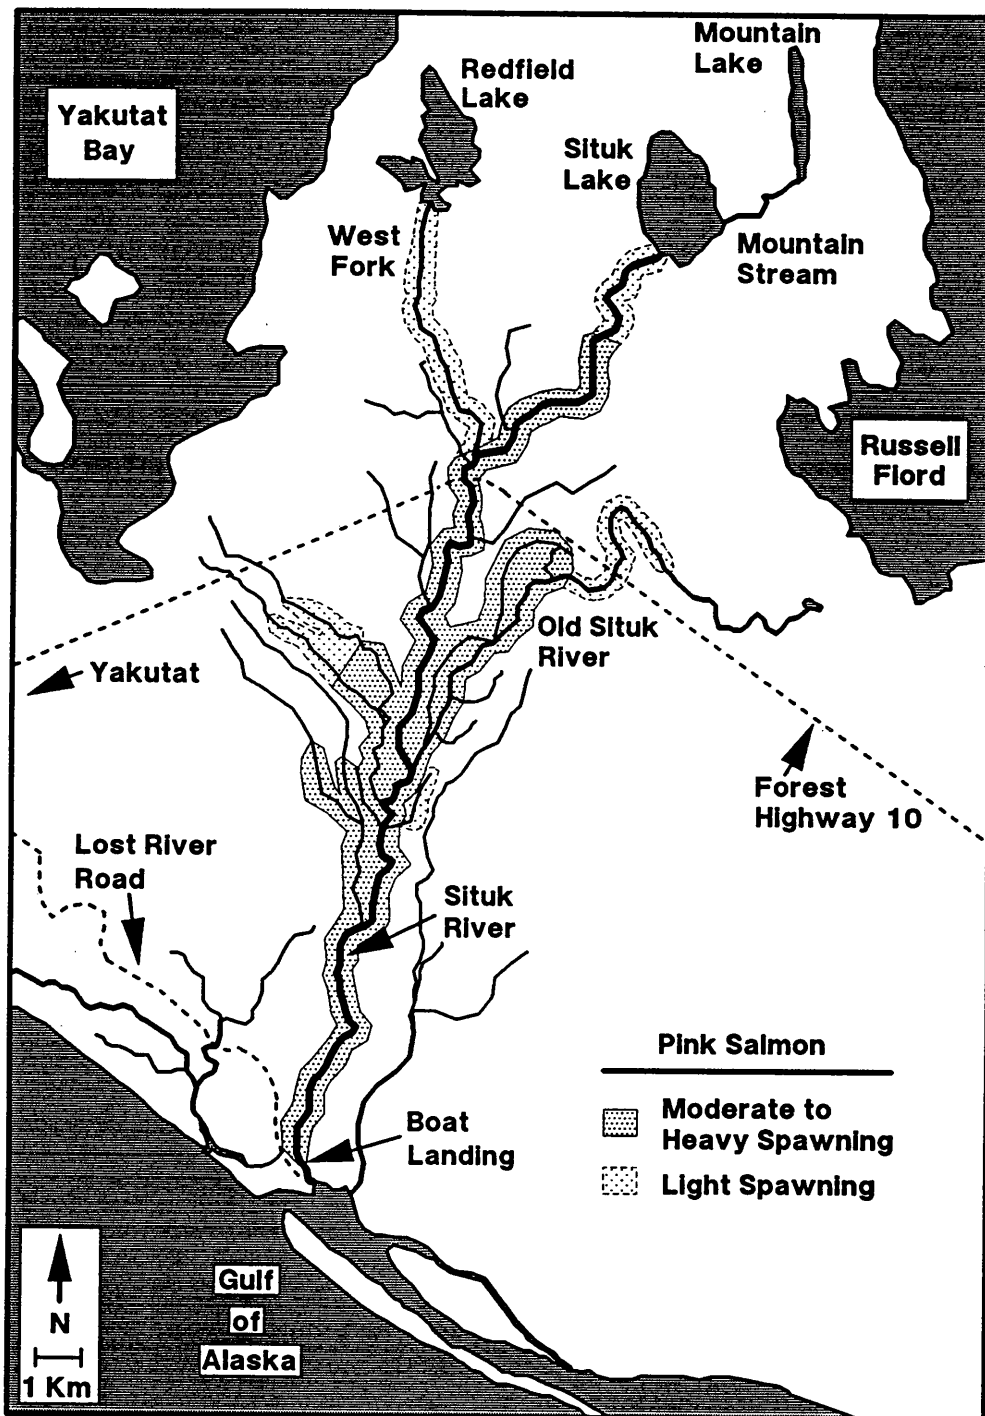 Mountain
Lake
Redfield
Lake
Yakutat
Bay
Situk
Lake
West
Fork
Mountain
Stream
Russell
Fiord
Old Situk
River
Yakutat
Forest
Highway 10
Lost River
Road
Situk
River
Pink Salmon
Moderate to
Heavy Spawning
Light Spawning
Boat
Landing
Gulf
of
Alaska
N
1 Km